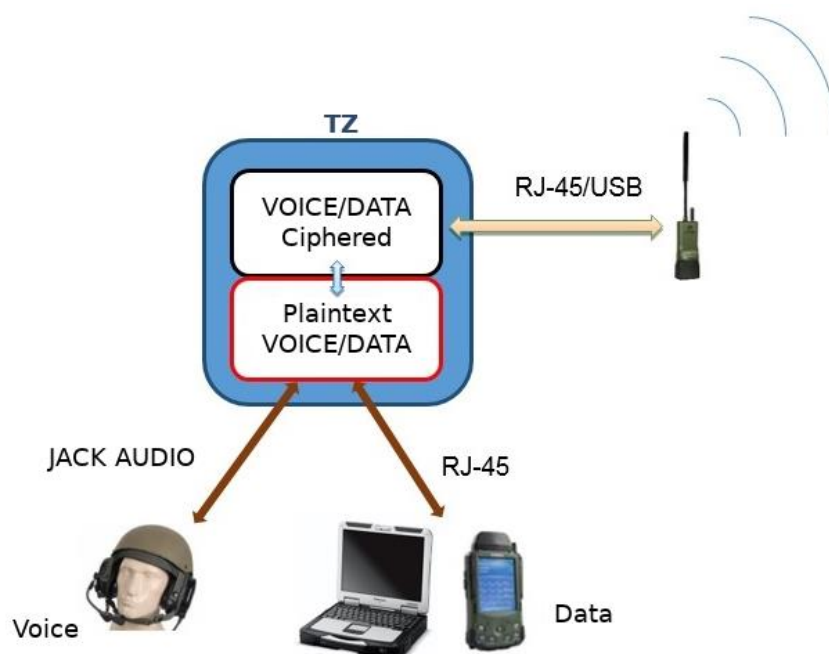 TZ
VOICE/DATA
Ciphered
RJ-45/USB
Plaintext
VOICE/DATA
JACK AUDIO
RJ-45
Voice
Data